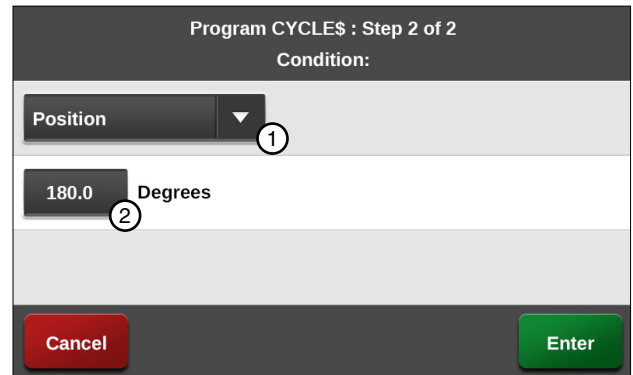 Program CYCLE$ : Step 2 of 2
Condition:
Position
1
180.0 Degrees
2
Cancel Enter